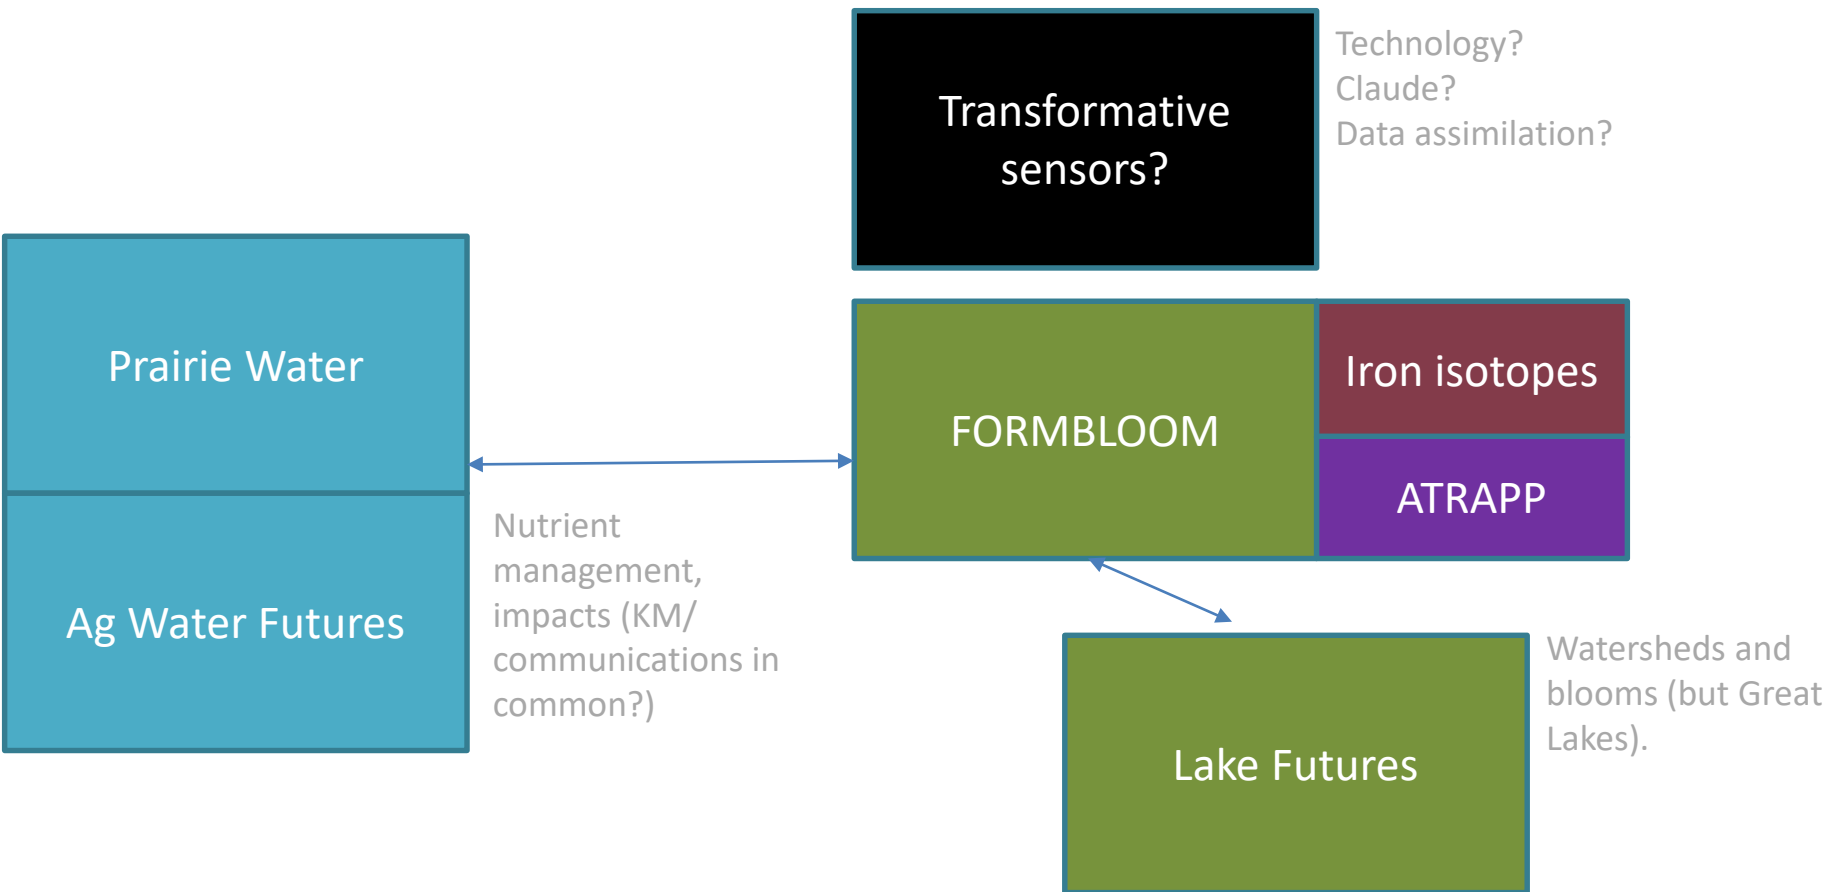 Transformative
sensors?
Technology?
Claude?
Data assimilation?
Prairie Water
Ag Water Futures
Nutrient
management,
impacts (KM/
communications in
common?)
FORMBLOOM
Iron isotopes
ATRAPP
Lake Futures
Watersheds and
blooms (but Great
Lakes).